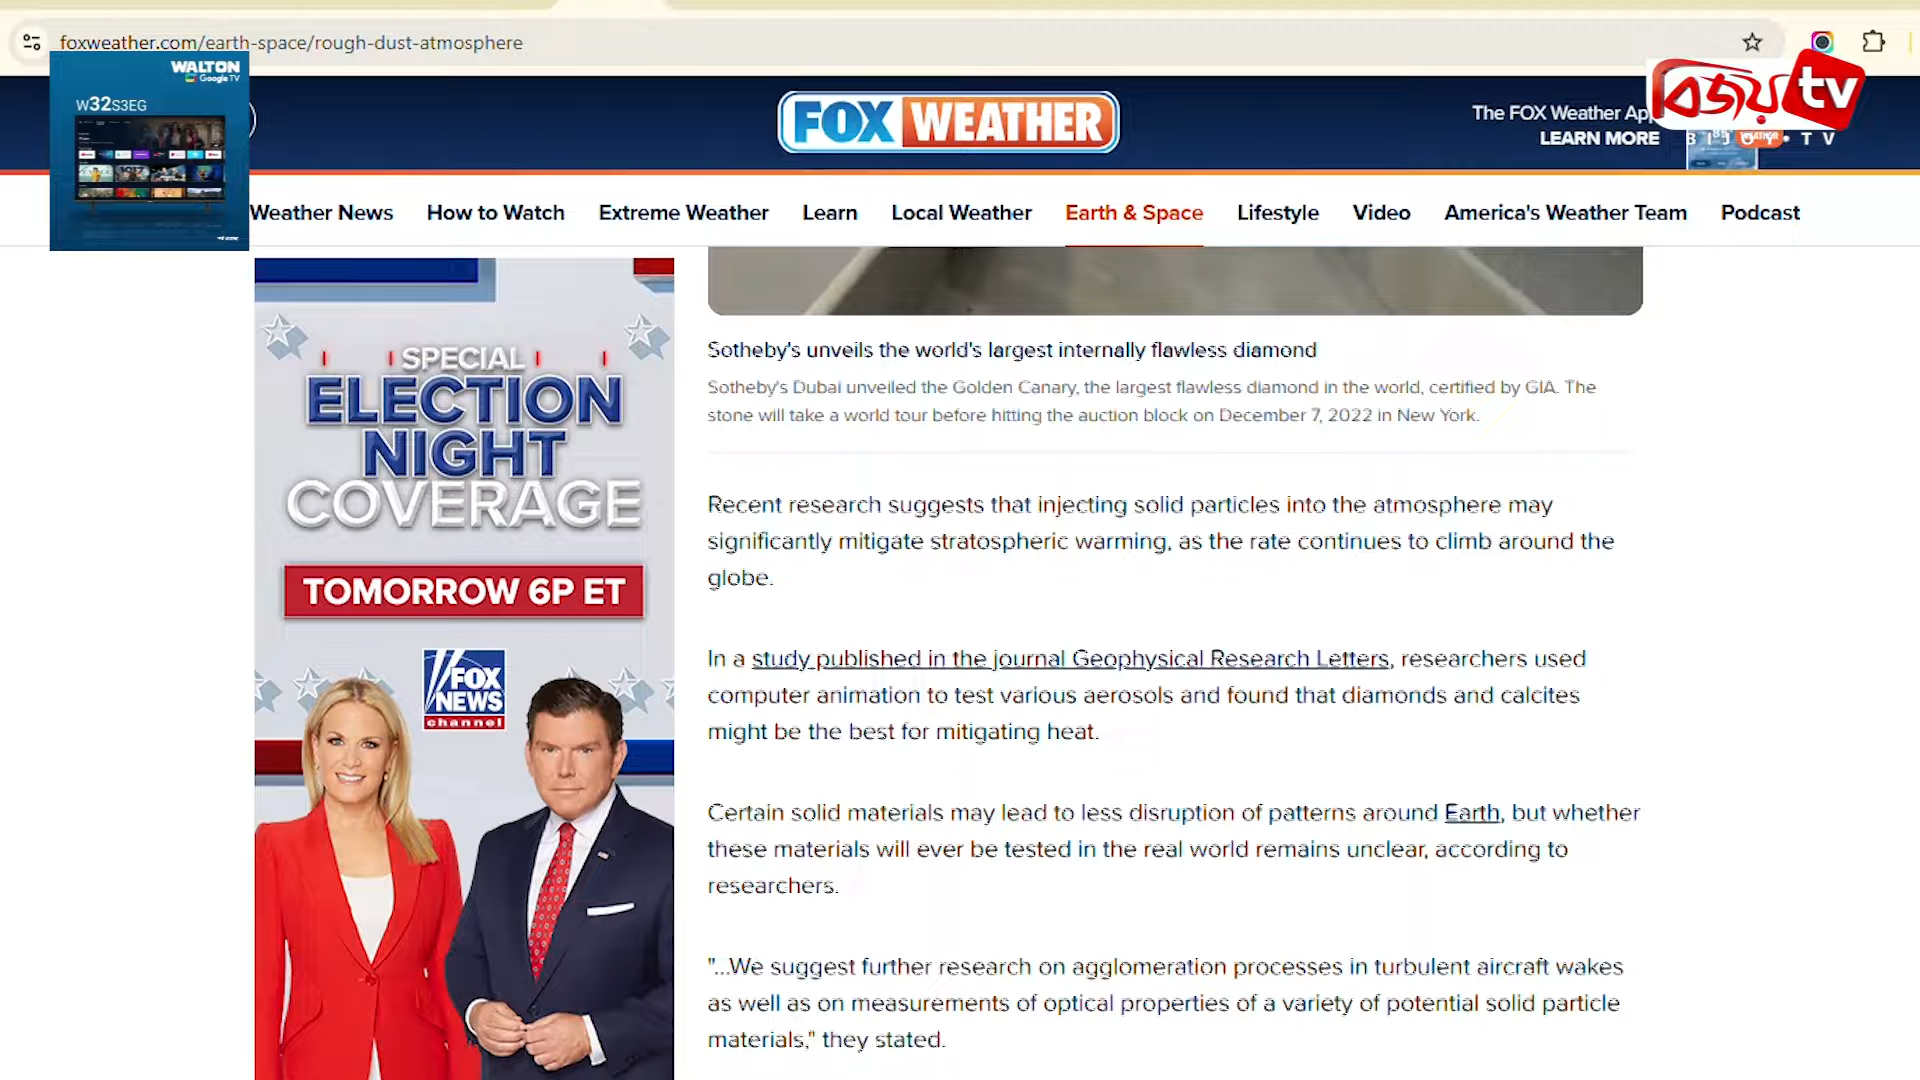 foxweather.com/earth-space/rough-dust-atmosphere
WALTON
Google TV
W32S3EG
FOX WEATHER
The FOX Weather App
LEARN MORE
বিজয় tv
BIJOY • TV
Weather News How to Watch Extreme Weather Learn Local Weather Earth & Space Lifestyle Video America's Weather Team Podcast
SPECIAL
ELECTION
NIGHT
COVERAGE
TOMORROW 6P ET
FOX
NEWS
channel
Sotheby's unveils the world's largest internally flawless diamond
Sotheby's Dubai unveiled the Golden Canary, the largest flawless diamond in the world, certified by GIA. The
stone will take a world tour before hitting the auction block on December 7, 2022 in New York.
Recent research suggests that injecting solid particles into the atmosphere may
significantly mitigate stratospheric warming, as the rate continues to climb around the
globe.
In a study published in the journal Geophysical Research Letters, researchers used
computer animation to test various aerosols and found that diamonds and calcites
might be the best for mitigating heat.
Certain solid materials may lead to less disruption of patterns around Earth, but whether
these materials will ever be tested in the real world remains unclear, according to
researchers.
"...We suggest further research on agglomeration processes in turbulent aircraft wakes
as well as on measurements of optical properties of a variety of potential solid particle
materials," they stated.